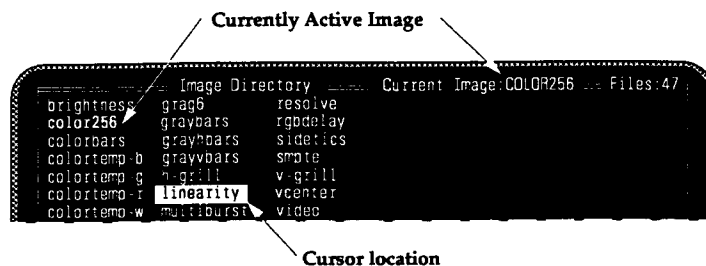 Currently Active Image
Image Directory Current Image:COLOR256 Files:47
brightness grag6 resolve
color256 graybars rgbdelay
colorbars grayhbars sidetics
colortemp-b grayvbars smpte
colortemp-g h-grill v-grill
colortemp-r linearity vcenter
colortemp-w multiburst video
Cursor location